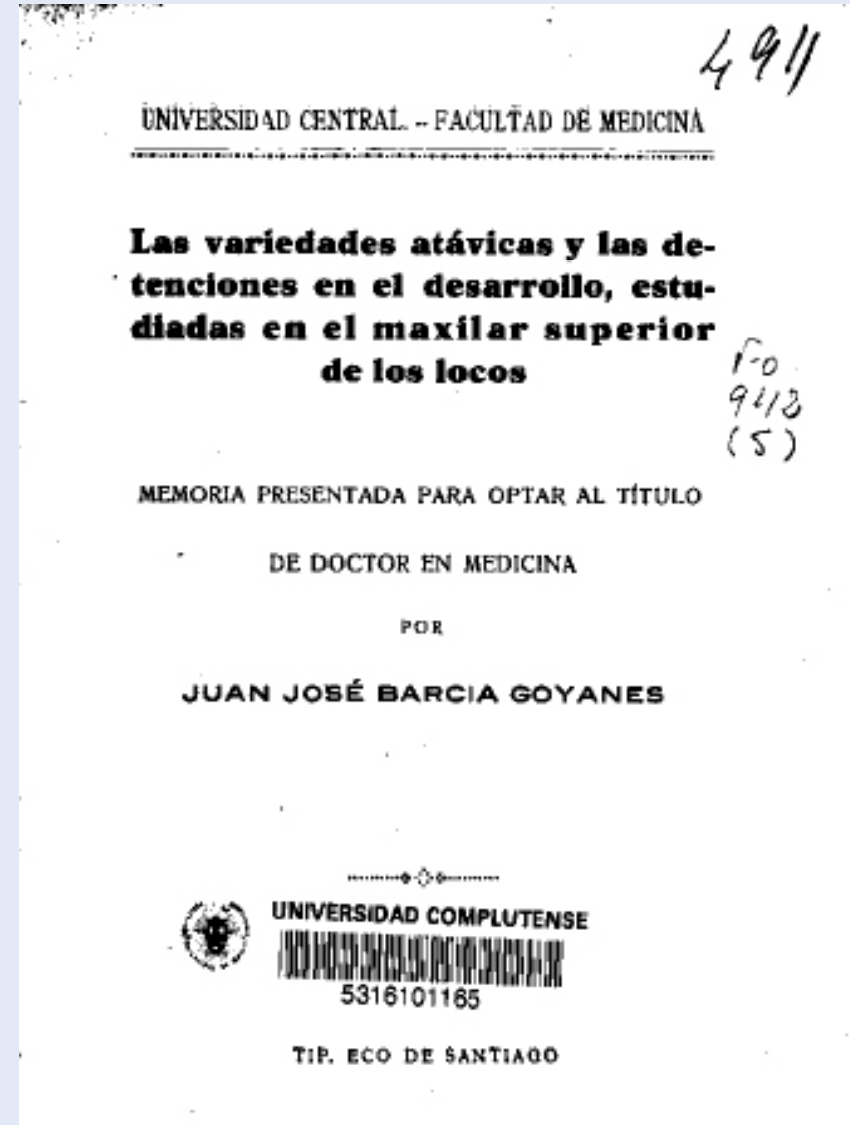 4911
UNIVERSIDAD CENTRAL. – FACULTAD DE MEDICINA
Las variedades atávicas y las de-
tenciones en el desarrollo, estu-
diadas en el maxilar superior
de los locos
(5)
MEMORIA PRESENTADA PARA OPTAR AL TÍTULO
DE DOCTOR EN MEDICINA
POR
JUAN JOSÉ BARCIA GOYANES
UNIVERSIDAD COMPLUTENSE
5316101165
TIP. ECO DE SANTIAGO